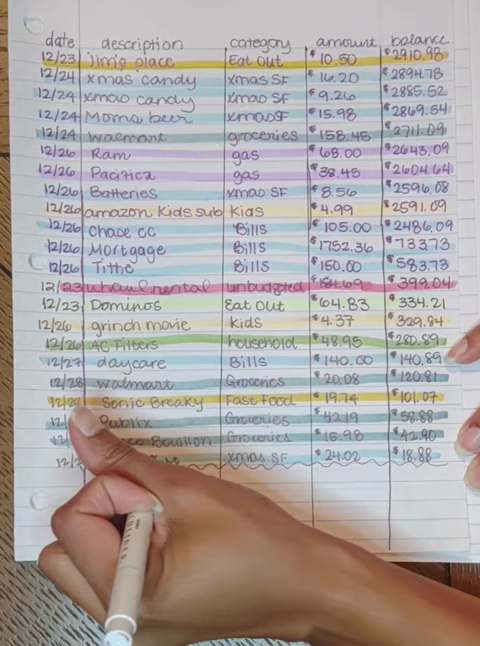 date description category amount balance
12/23 Jim's place Eat Out $10.50 $2910.98
12/24 xmas candy xmas SF $16.20 $2894.78
12/24 xmas candy xmas SF $9.26 $2885.52
12/24 Moms beer xmas SF $15.98 $2869.54
12/24 walmart groceries $158.45 $2711.09
12/26 Ram gas $68.00 $2643.09
12/26 Pacifica gas $38.45 $2604.64
12/26 Batteries xmas SF $8.56 $2596.08
12/26 amazon Kids sub Kids $4.99 $2591.09
12/26 Chase CC Bills $105.00 $2486.09
12/26 Mortgage Bills $1752.36 $733.73
12/26 Tithe Bills $150.00 $583.73
12/23 uhaul rental unbudgeted $184.69 $399.04
12/23 Dominos Eat Out $64.83 $334.21
12/26 grinch movie Kids $4.37 $329.84
12/26 AC Filters household $48.95 $280.89
12/27 daycare Bills $140.00 $140.89
12/28 walmart Groceries $20.08 $120.81
Sonic Breaky Fast Food $19.74 $101.07
Publix Groceries $42.19 $58.88
Bouillon Groceries $15.98 $42.90
xmas SF $24.02 $18.88